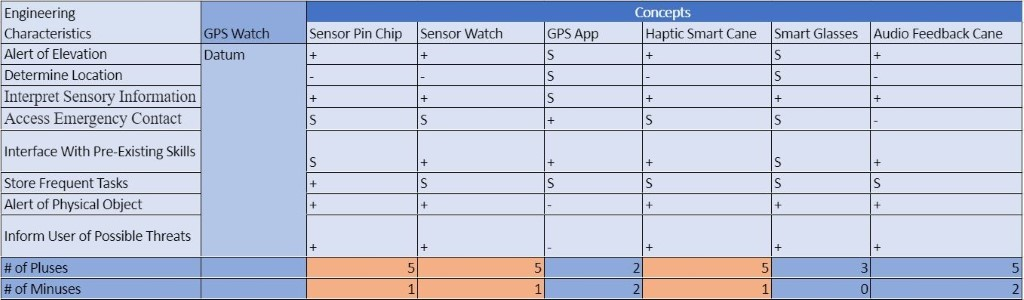 Engineering Characteristics GPS Watch Concepts
Sensor Pin Chip Sensor Watch GPS App Haptic Smart Cane Smart Glasses Audio Feedback Cane
Alert of Elevation Datum + + S + S +
Determine Location - - S - S -
Interpret Sensory Information + + S + + +
Access Emergency Contact S S + S S -
Interface With Pre-Existing Skills S + + + S +
Store Frequent Tasks + S S S S S
Alert of Physical Object + + - + + +
Inform User of Possible Threats + + - + + +
# of Pluses 5 5 2 5 3 5
# of Minuses 1 1 2 1 0 2